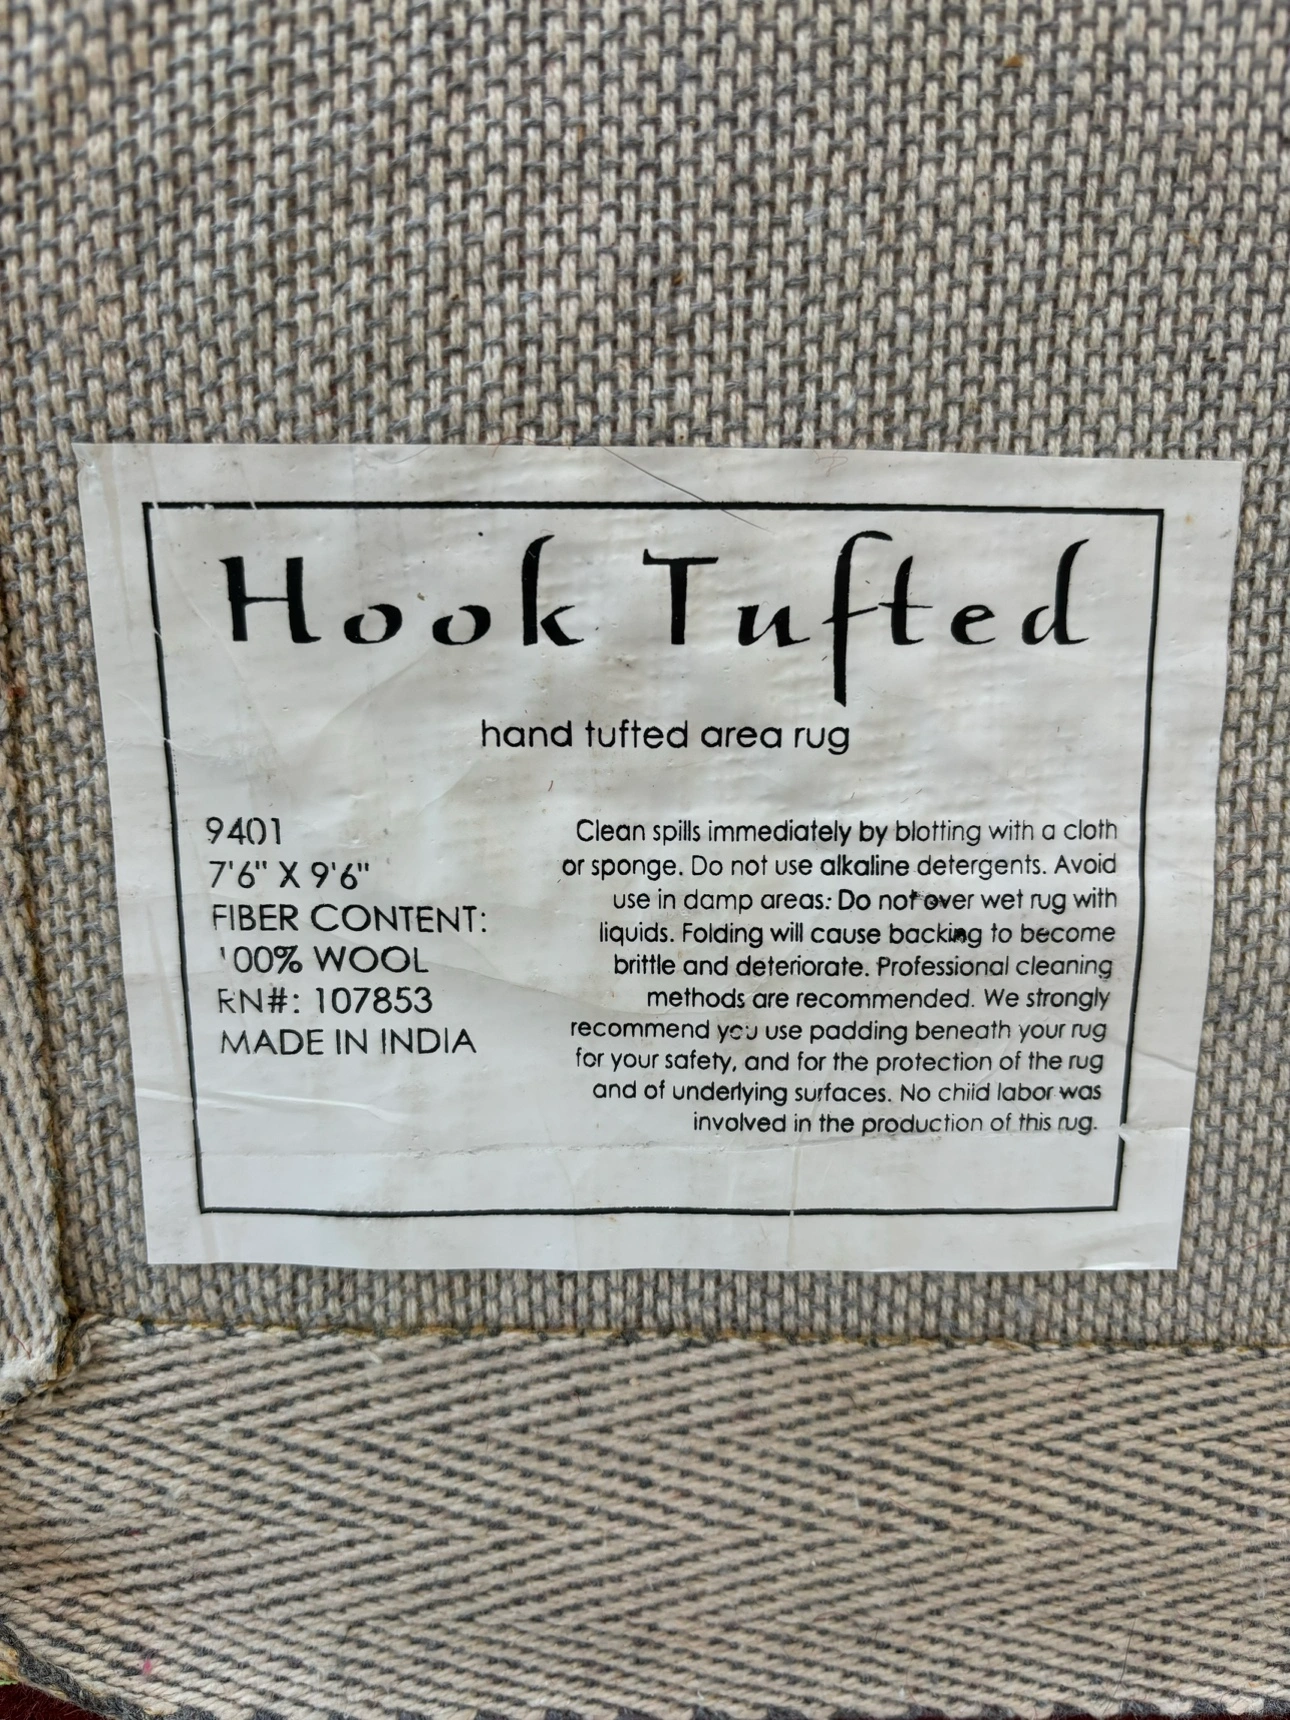 Hook Tufted
hand tufted area rug
9401
7'6" X 9'6"
FIBER CONTENT:
100% WOOL
RN#: 107853
MADE IN INDIA
Clean spills immediately by blotting with a cloth
or sponge. Do not use alkaline detergents. Avoid
use in damp areas. Do not over wet rug with
liquids. Folding will cause backing to become
brittle and deteriorate. Professional cleaning
methods are recommended. We strongly
recommend you use padding beneath your rug
for your safety, and for the protection of the rug
and of underlying surfaces. No child labor was
involved in the production of this rug.